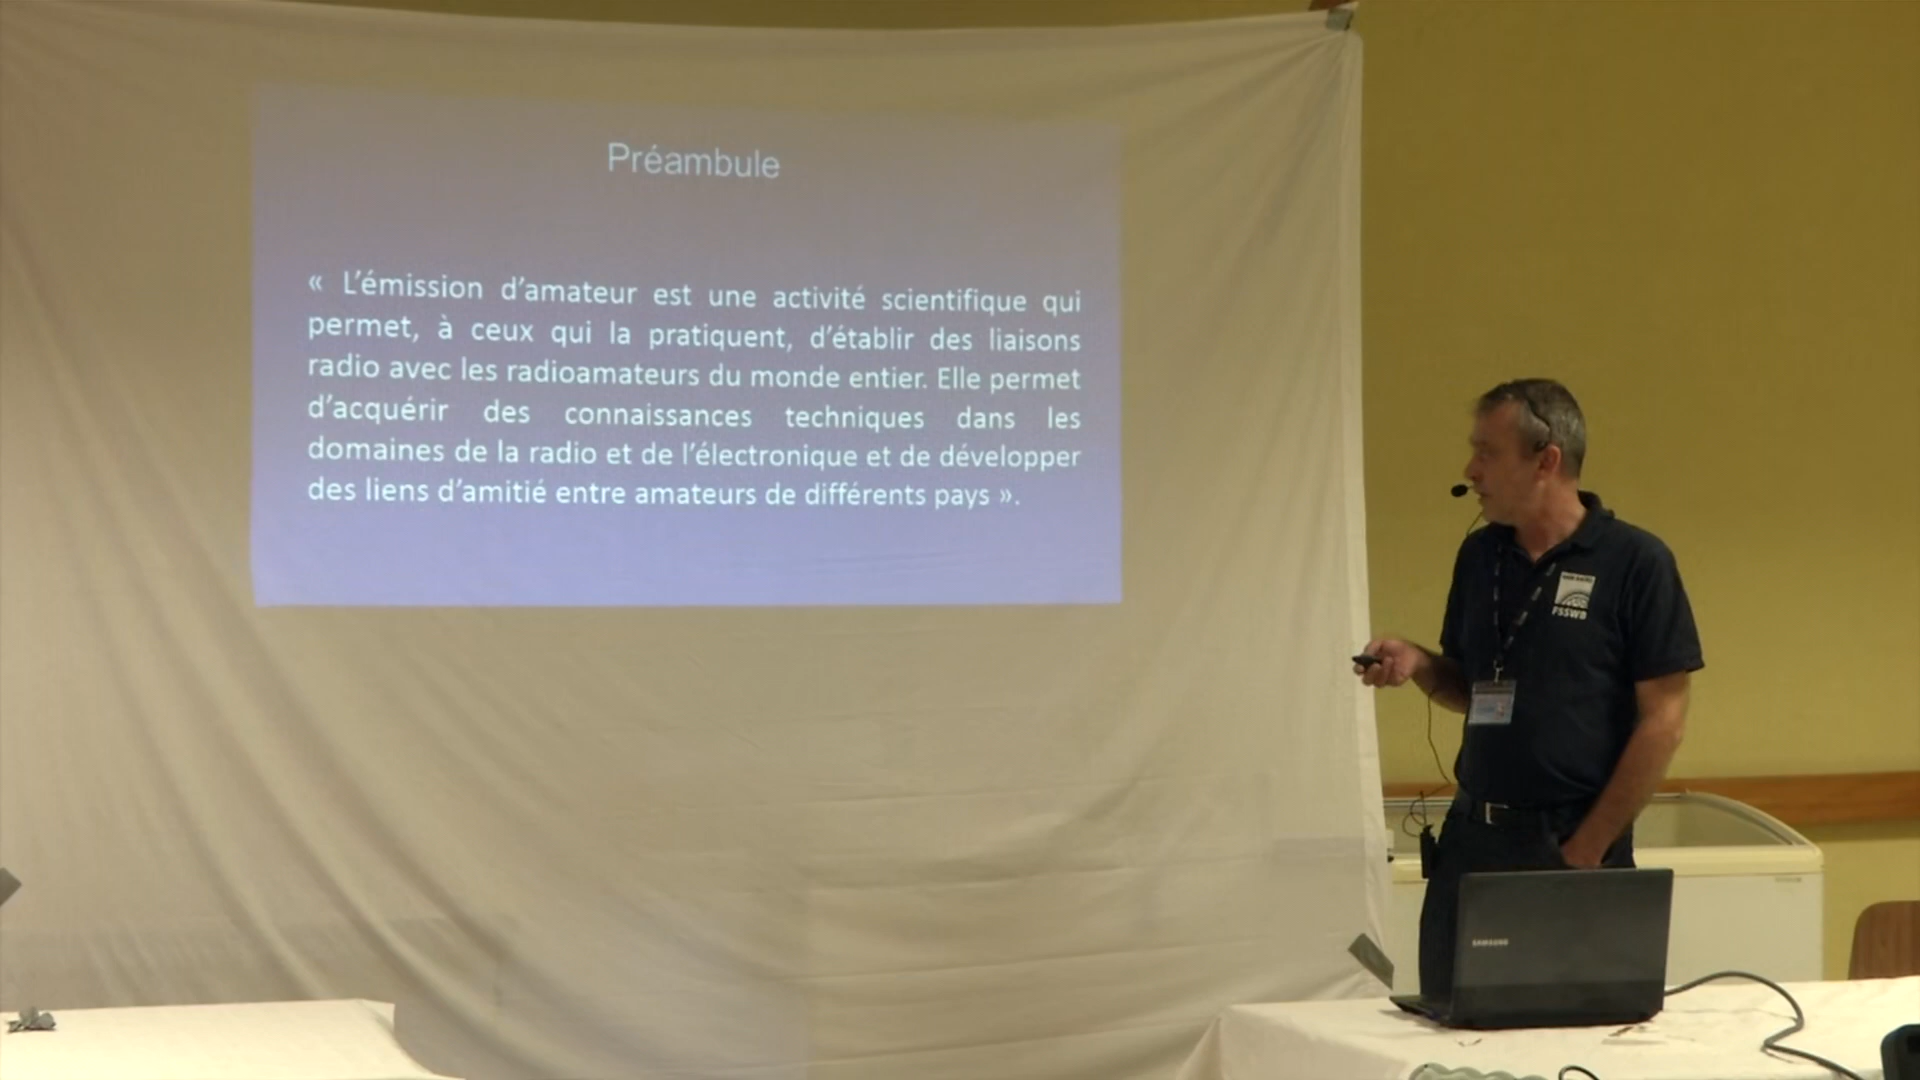 Préambule
« L’émission d’amateur est une activité scientifique qui
permet, à ceux qui la pratiquent, d’établir des liaisons
radio avec les radioamateurs du monde entier. Elle permet
d’acquérir des connaissances techniques dans les
domaines de la radio et de l’électronique et de développer
des liens d’amitié entre amateurs de différents pays ».
SAMSUNG